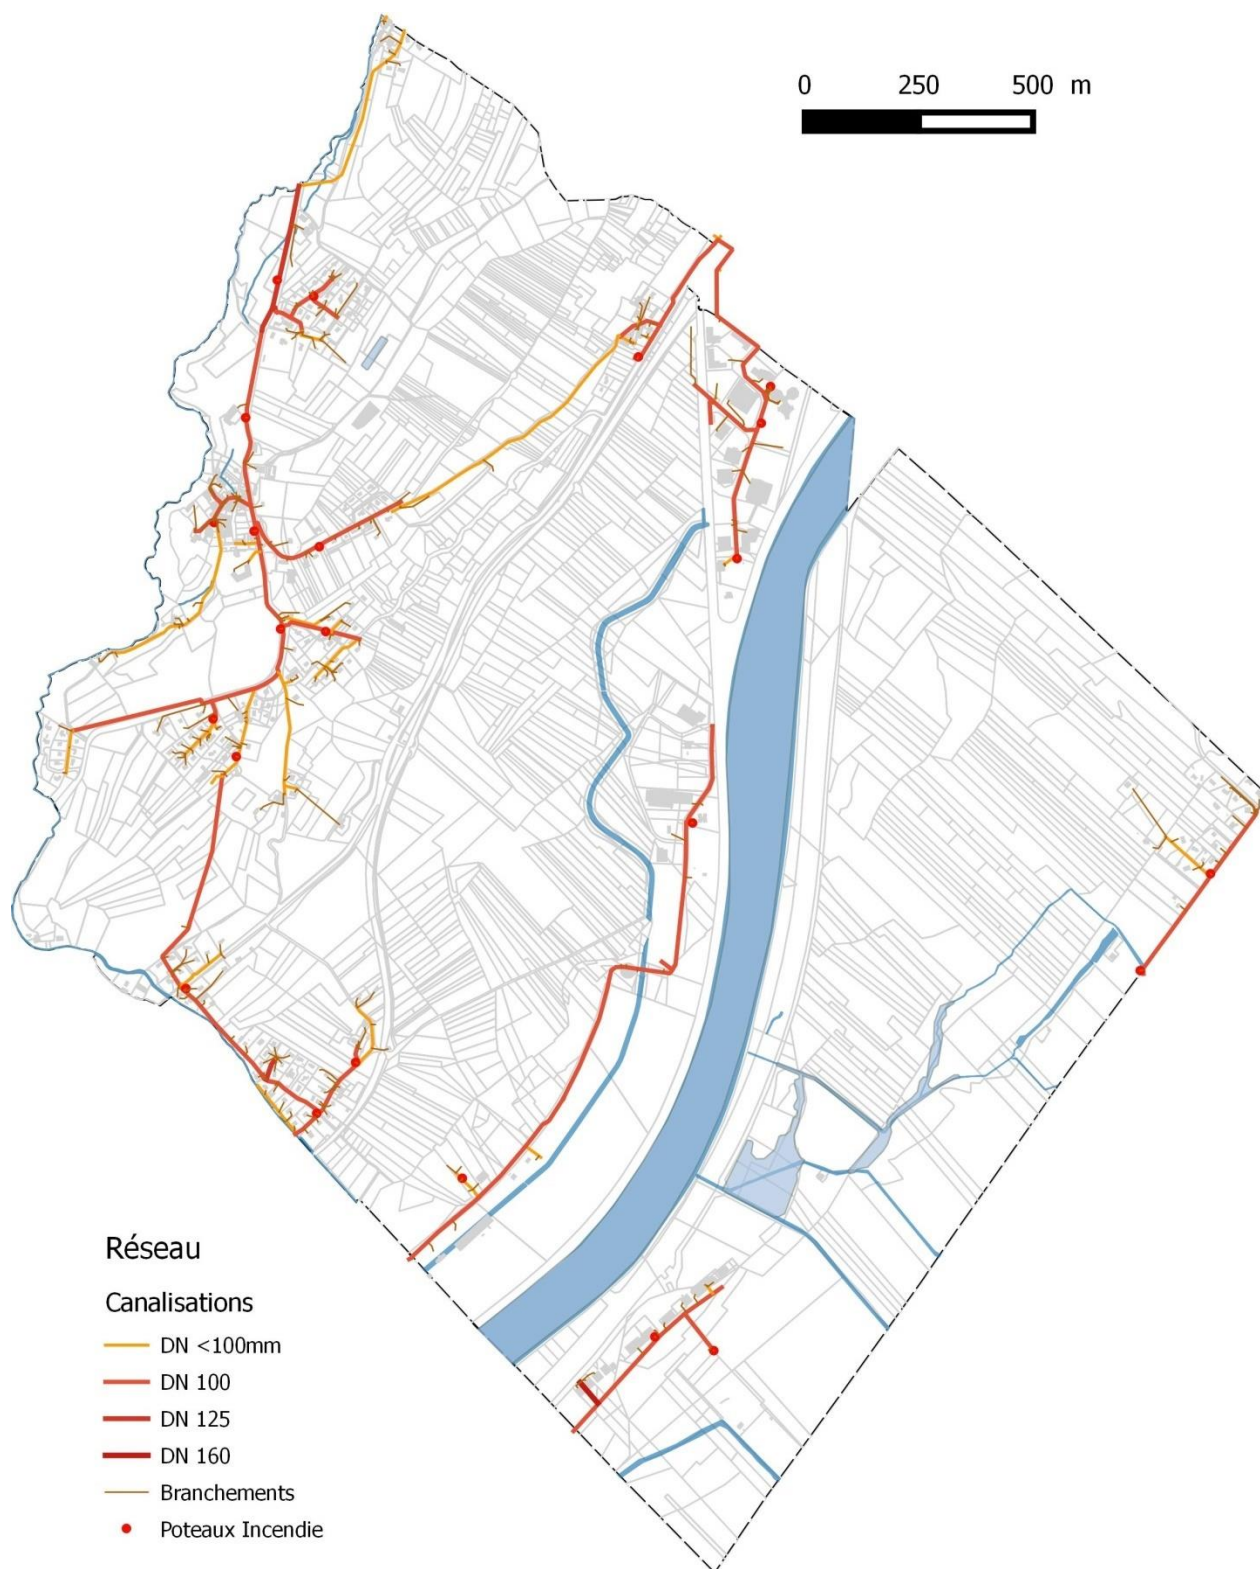 0 250 500 m
Réseau
Canalisations
DN <100mm
DN 100
DN 125
DN 160
Branchements
Poteaux Incendie